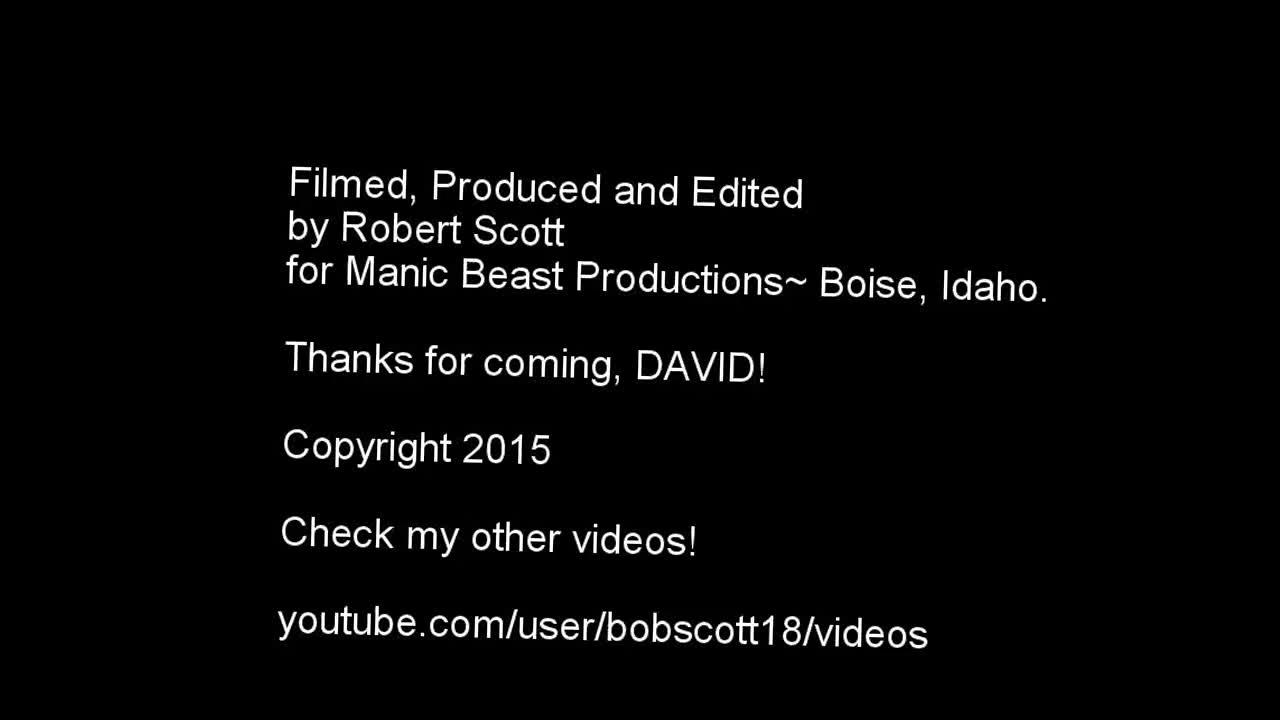 Filmed, Produced and Edited
by Robert Scott
for Manic Beast Productions~ Boise, Idaho.
Thanks for coming, DAVID!
Copyright 2015
Check my other videos!
youtube.com/user/bobscott18/videos